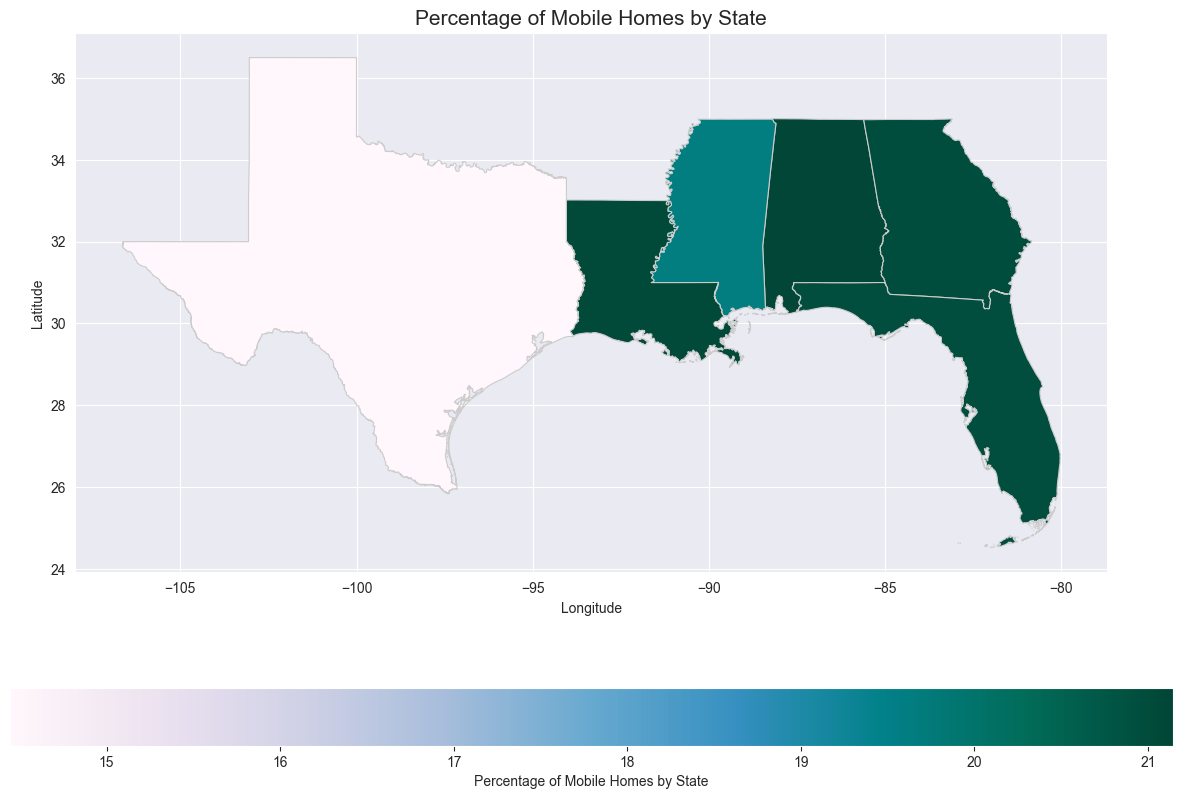 Percentage of Mobile Homes by State
36
34
32
30
28
26
24
Latitude
−105 −100 −95 −90 −85 −80
Longitude
15 16 17 18 19 20 21
Percentage of Mobile Homes by State